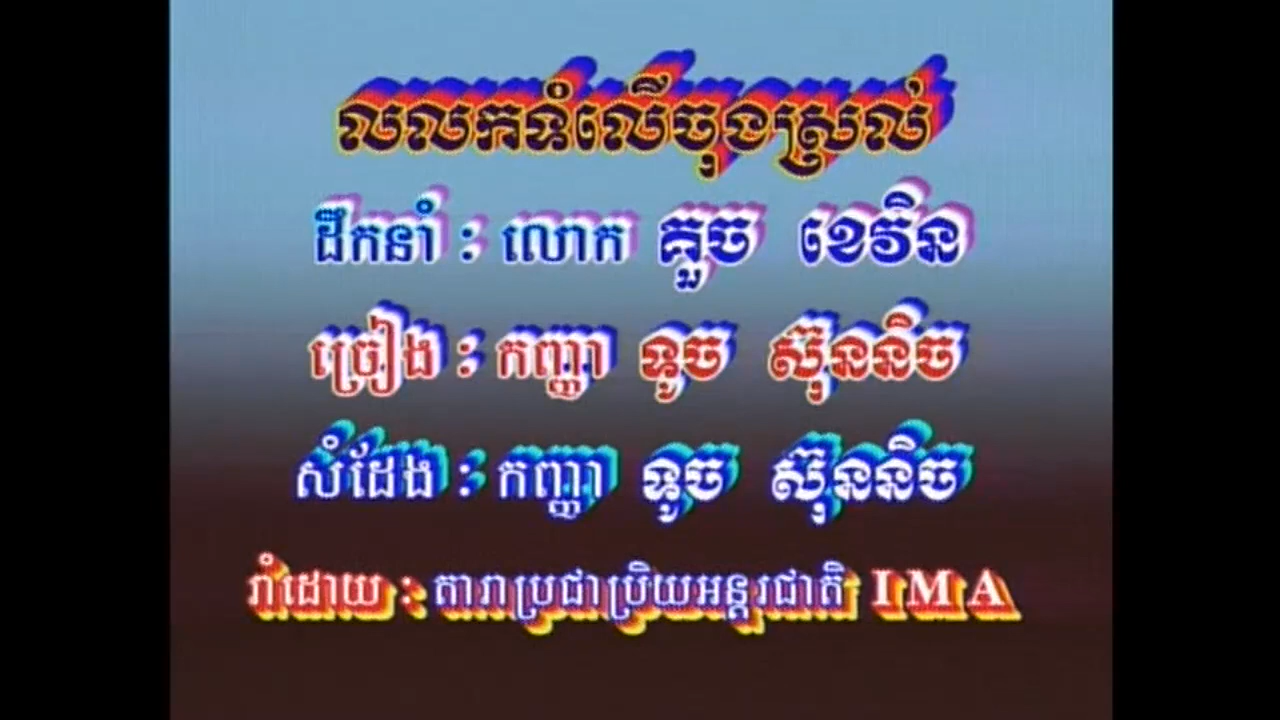 លលកទំលើចុងស្រល់
ដឹកនាំ : លោក គួច ខេវិន
ច្រៀង : កញ្ញា ទូច ស៊ុននិច
សំដែង : កញ្ញា ទូច ស៊ុននិច
រាំដោយ : តារាប្រជាប្រិយអន្តរជាតិ I M A